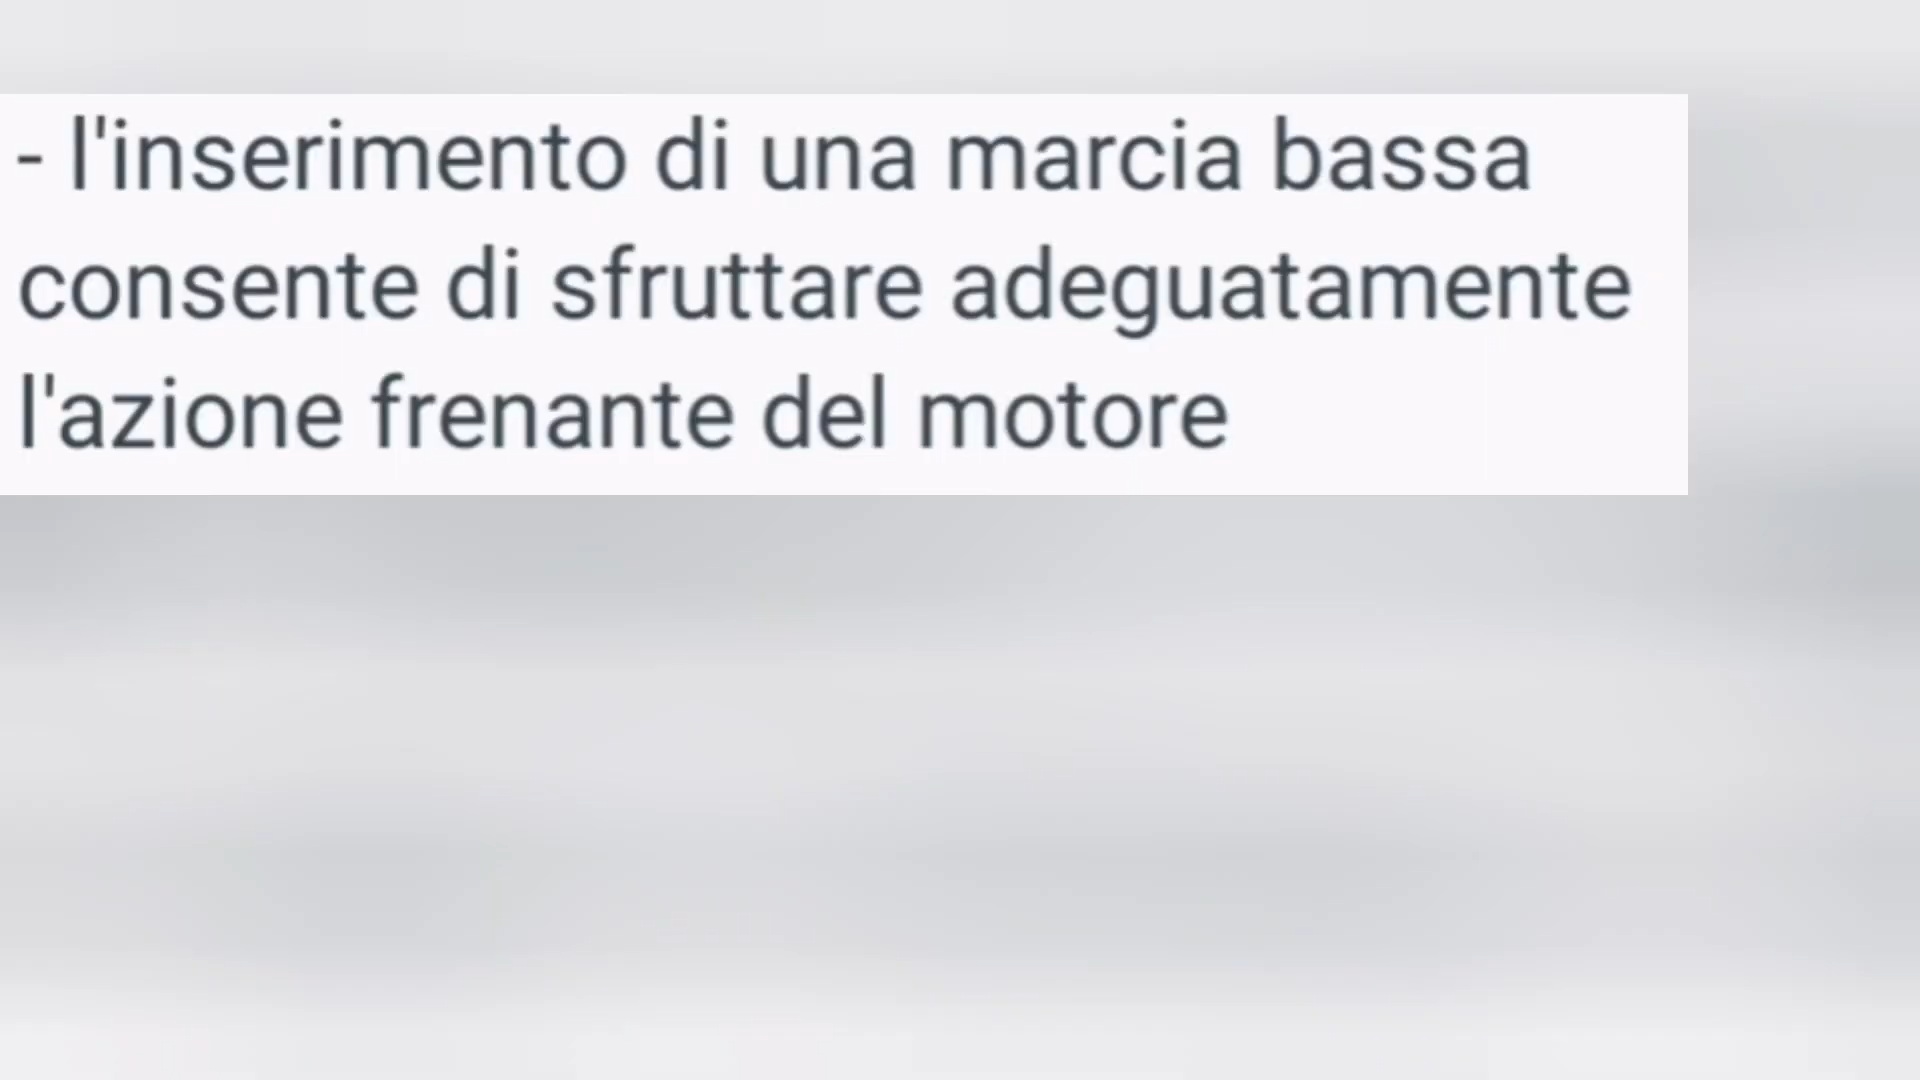 - l'inserimento di una marcia bassa
consente di sfruttare adeguatamente
l'azione frenante del motore